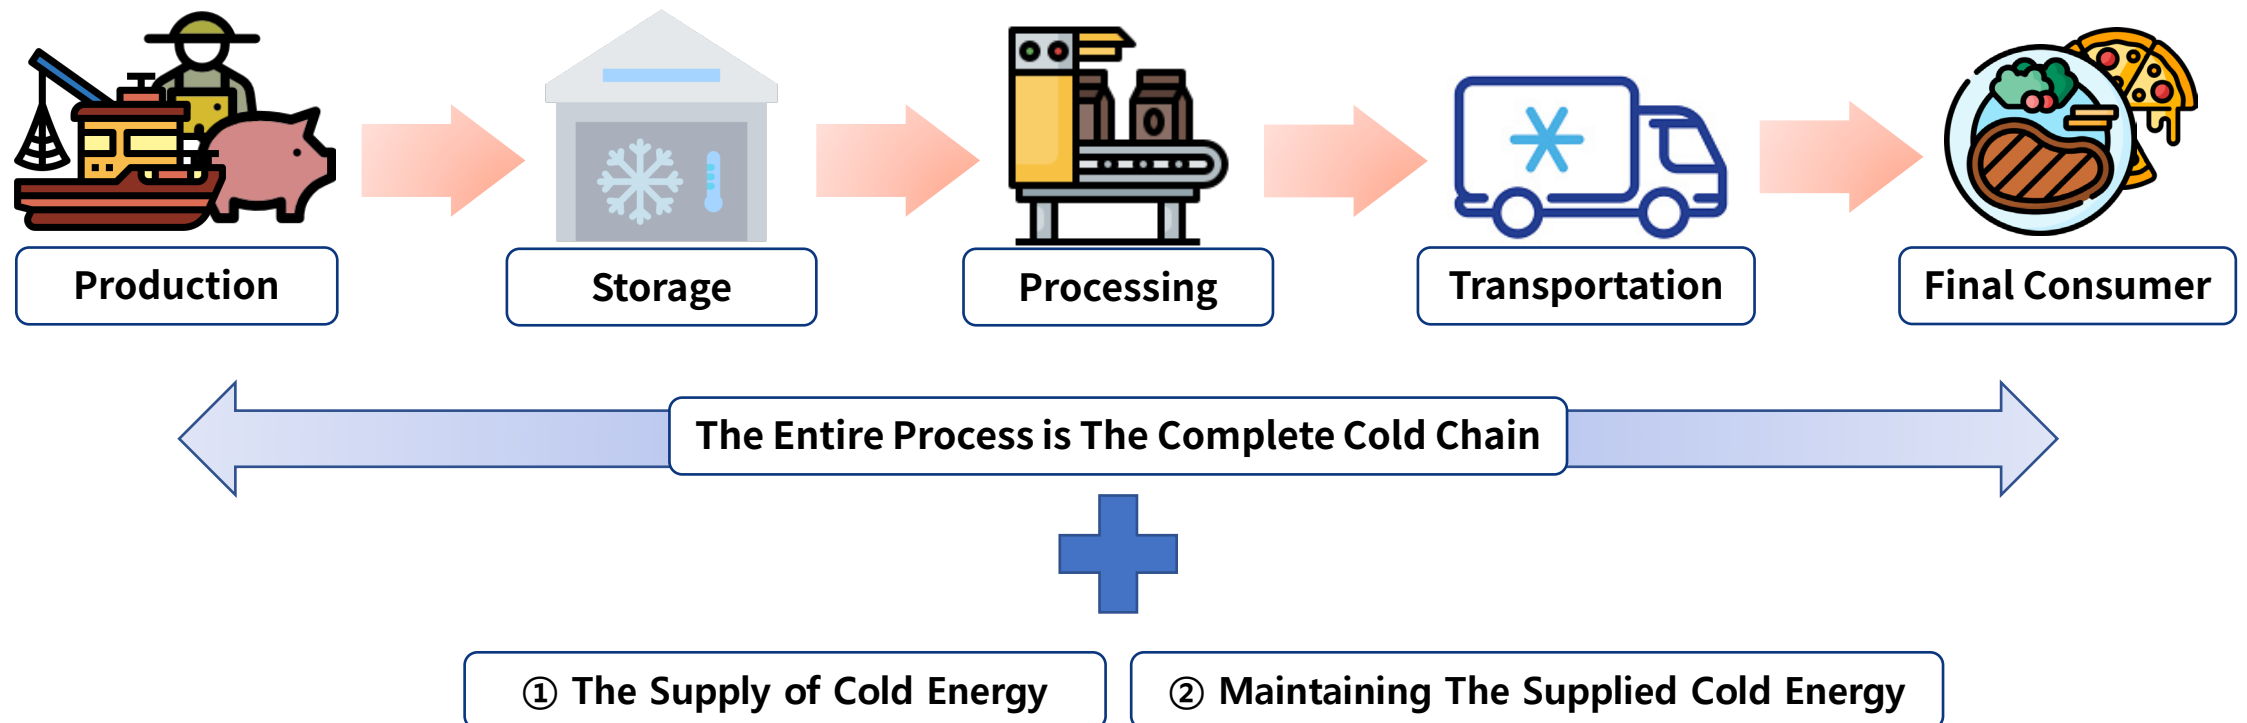 Production
Storage
Processing
Transportation
Final Consumer
The Entire Process is The Complete Cold Chain
① The Supply of Cold Energy
② Maintaining The Supplied Cold Energy